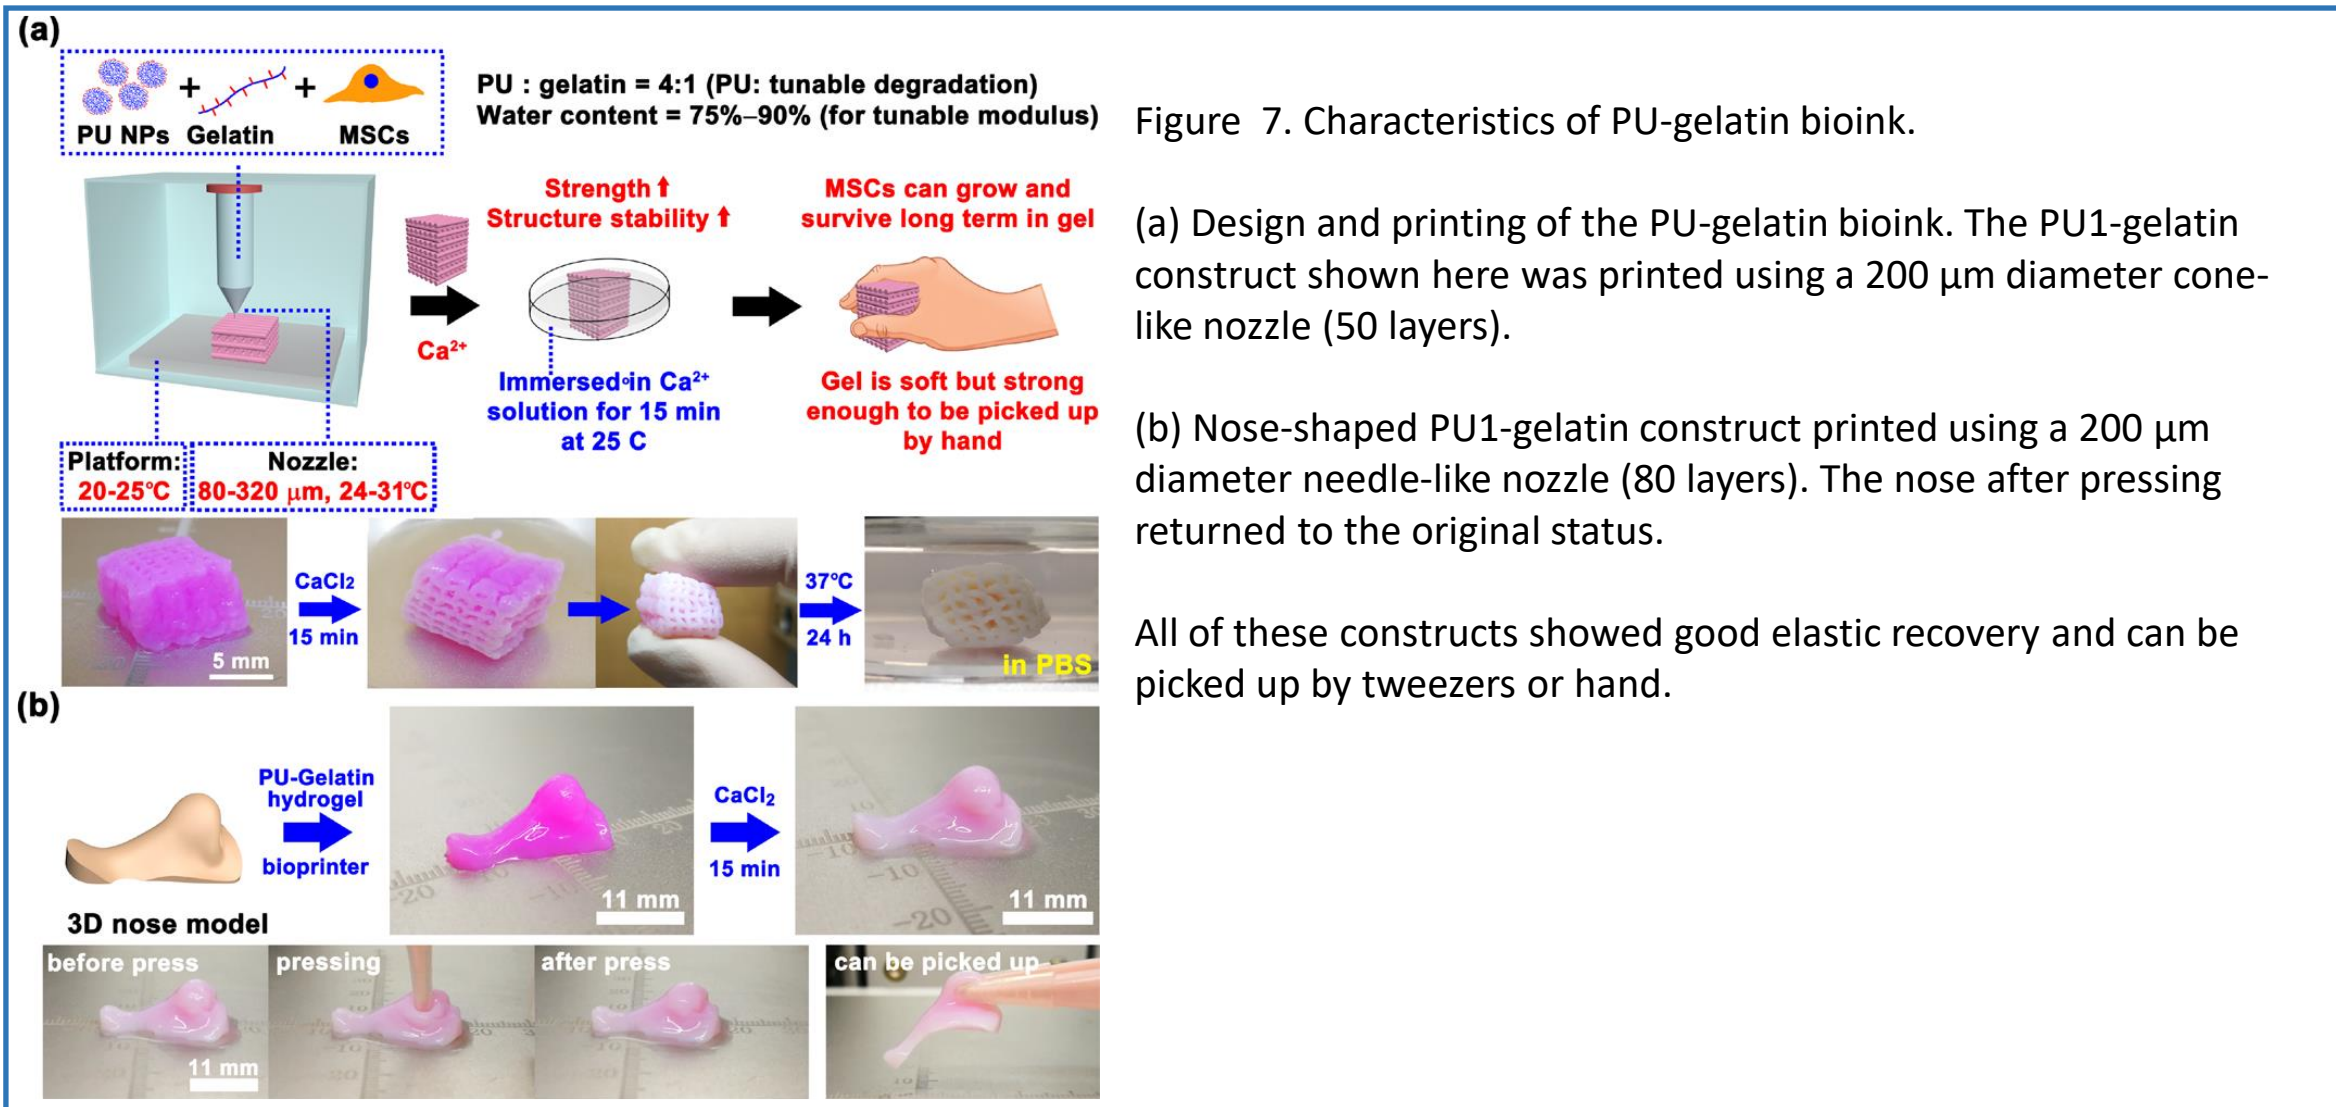 (a)
PU NPs + Gelatin + MSCs
PU : gelatin = 4:1 (PU: tunable degradation)
Water content = 75%–90% (for tunable modulus)
Strength ⬆
Structure stability ⬆
MSCs can grow and
survive long term in gel
Ca²⁺
Immersed in Ca²⁺
solution for 15 min
at 25 C
Gel is soft but strong
enough to be picked up
by hand
Platform:
20-25°C
Nozzle:
80-320 μm, 24-31°C
5 mm
CaCl₂
15 min
37°C
24 h
in PBS
(b)
3D nose model
PU-Gelatin
hydrogel
bioprinter
11 mm
CaCl₂
15 min
11 mm
before press
11 mm
pressing
after press
can be picked up
Figure 7. Characteristics of PU-gelatin bioink.
(a) Design and printing of the PU-gelatin bioink. The PU1-gelatin
construct shown here was printed using a 200 μm diameter cone-
like nozzle (50 layers).
(b) Nose-shaped PU1-gelatin construct printed using a 200 μm
diameter needle-like nozzle (80 layers). The nose after pressing
returned to the original status.
All of these constructs showed good elastic recovery and can be
picked up by tweezers or hand.